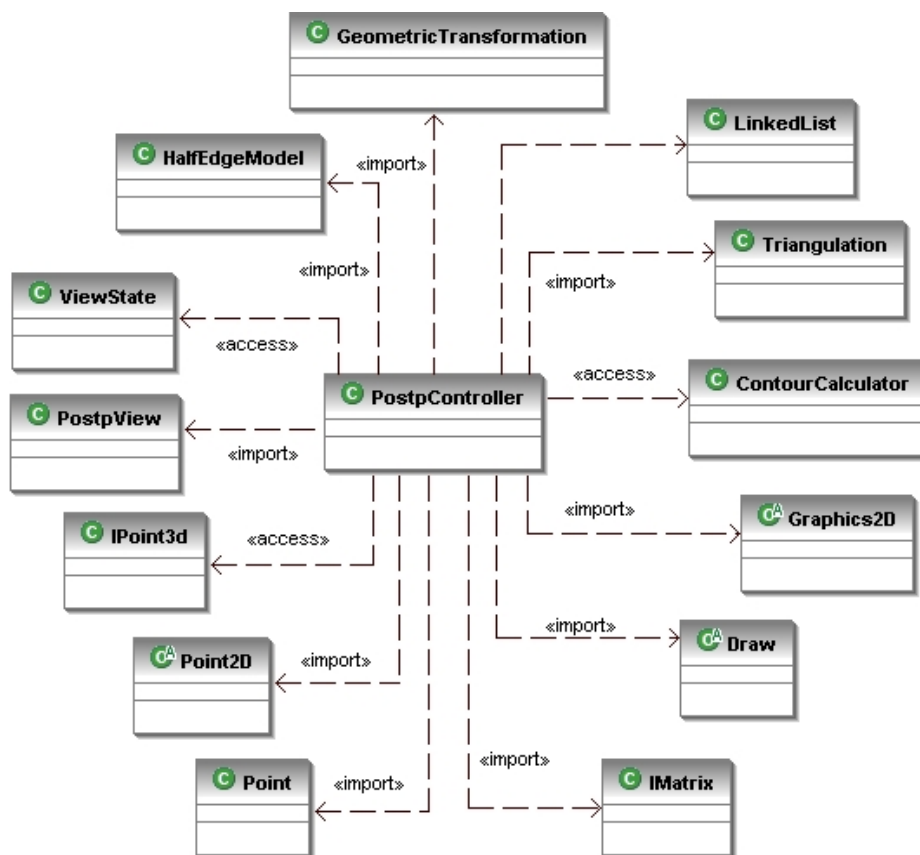 C GeometricTransformation
C LinkedList
C HalfEdgeModel
«import»
C Triangulation
«import»
«import»
C ViewState
«access»
«access»
C ContourCalculator
C PostpController
C PostpView
«import»
«import»
C Graphics2D
C IPoint3d
«access»
«import»
C Draw
C Point2D
«import»
«import»
C IMatrix
C Point
«import»